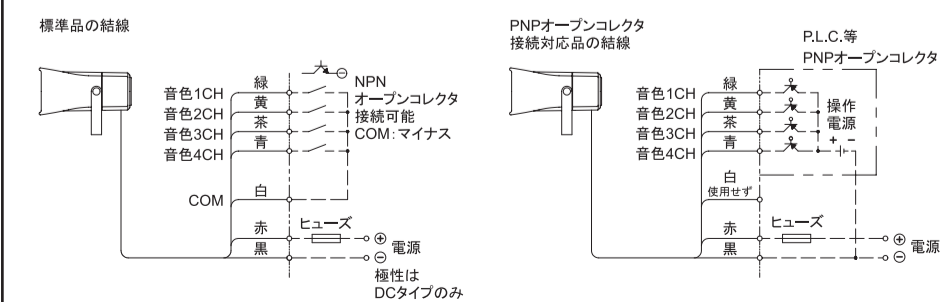 標準品の結線
緑
黄
茶
青
音色1CH
音色2CH
音色3CH
音色4CH
NPN
オープンコレクタ
接続可能
COM:マイナス
COM
白
赤
黒
ヒューズ
⊕
⊖
電源
極性は
DCタイプのみ
PNPオープンコレクタ
接続対応品の結線
P.L.C.等
PNPオープンコレクタ
緑
黄
茶
青
音色1CH
音色2CH
音色3CH
音色4CH
操作
電源
+ −
白
使用せず
赤
黒
ヒューズ
⊕
⊖
電源